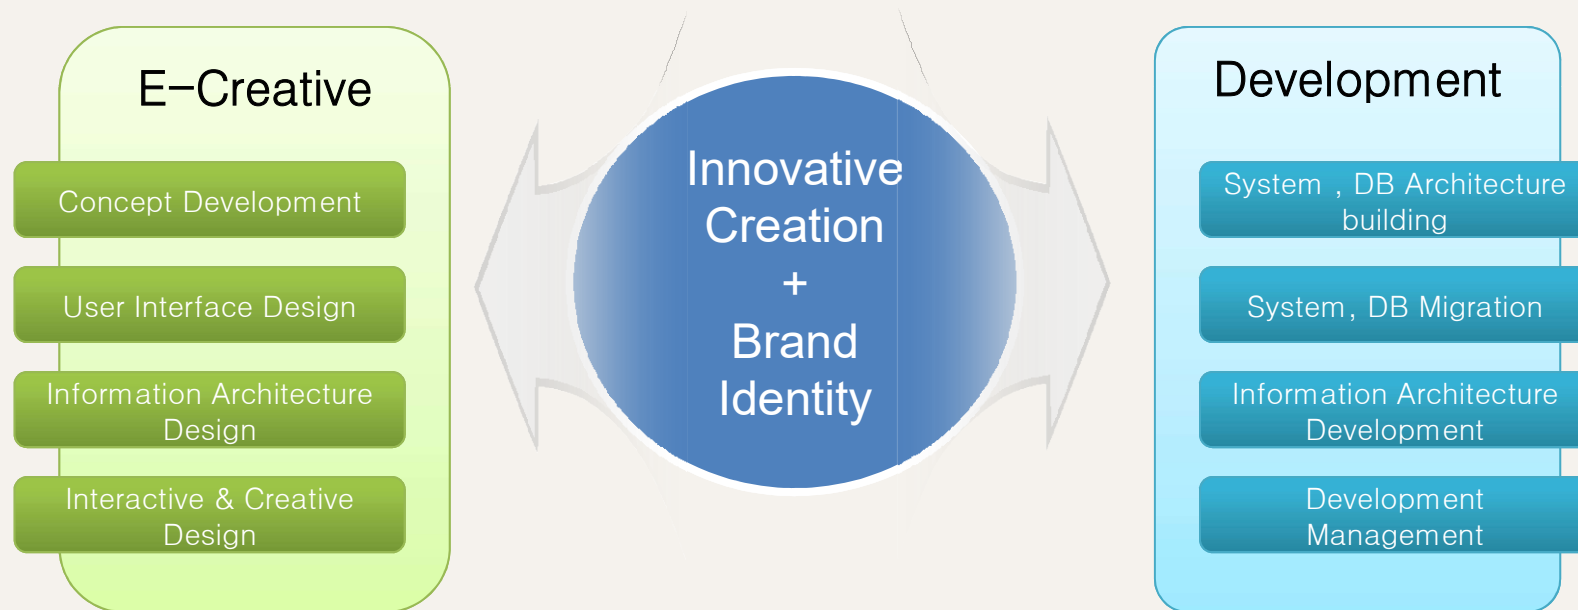 E-Creative
Concept Development
User Interface Design
Information Architecture
Design
Interactive & Creative
Design
Innovative
Creation
+
Brand
Identity
Development
System , DB Architecture
building
System, DB Migration
Information Architecture
Development
Development
Management